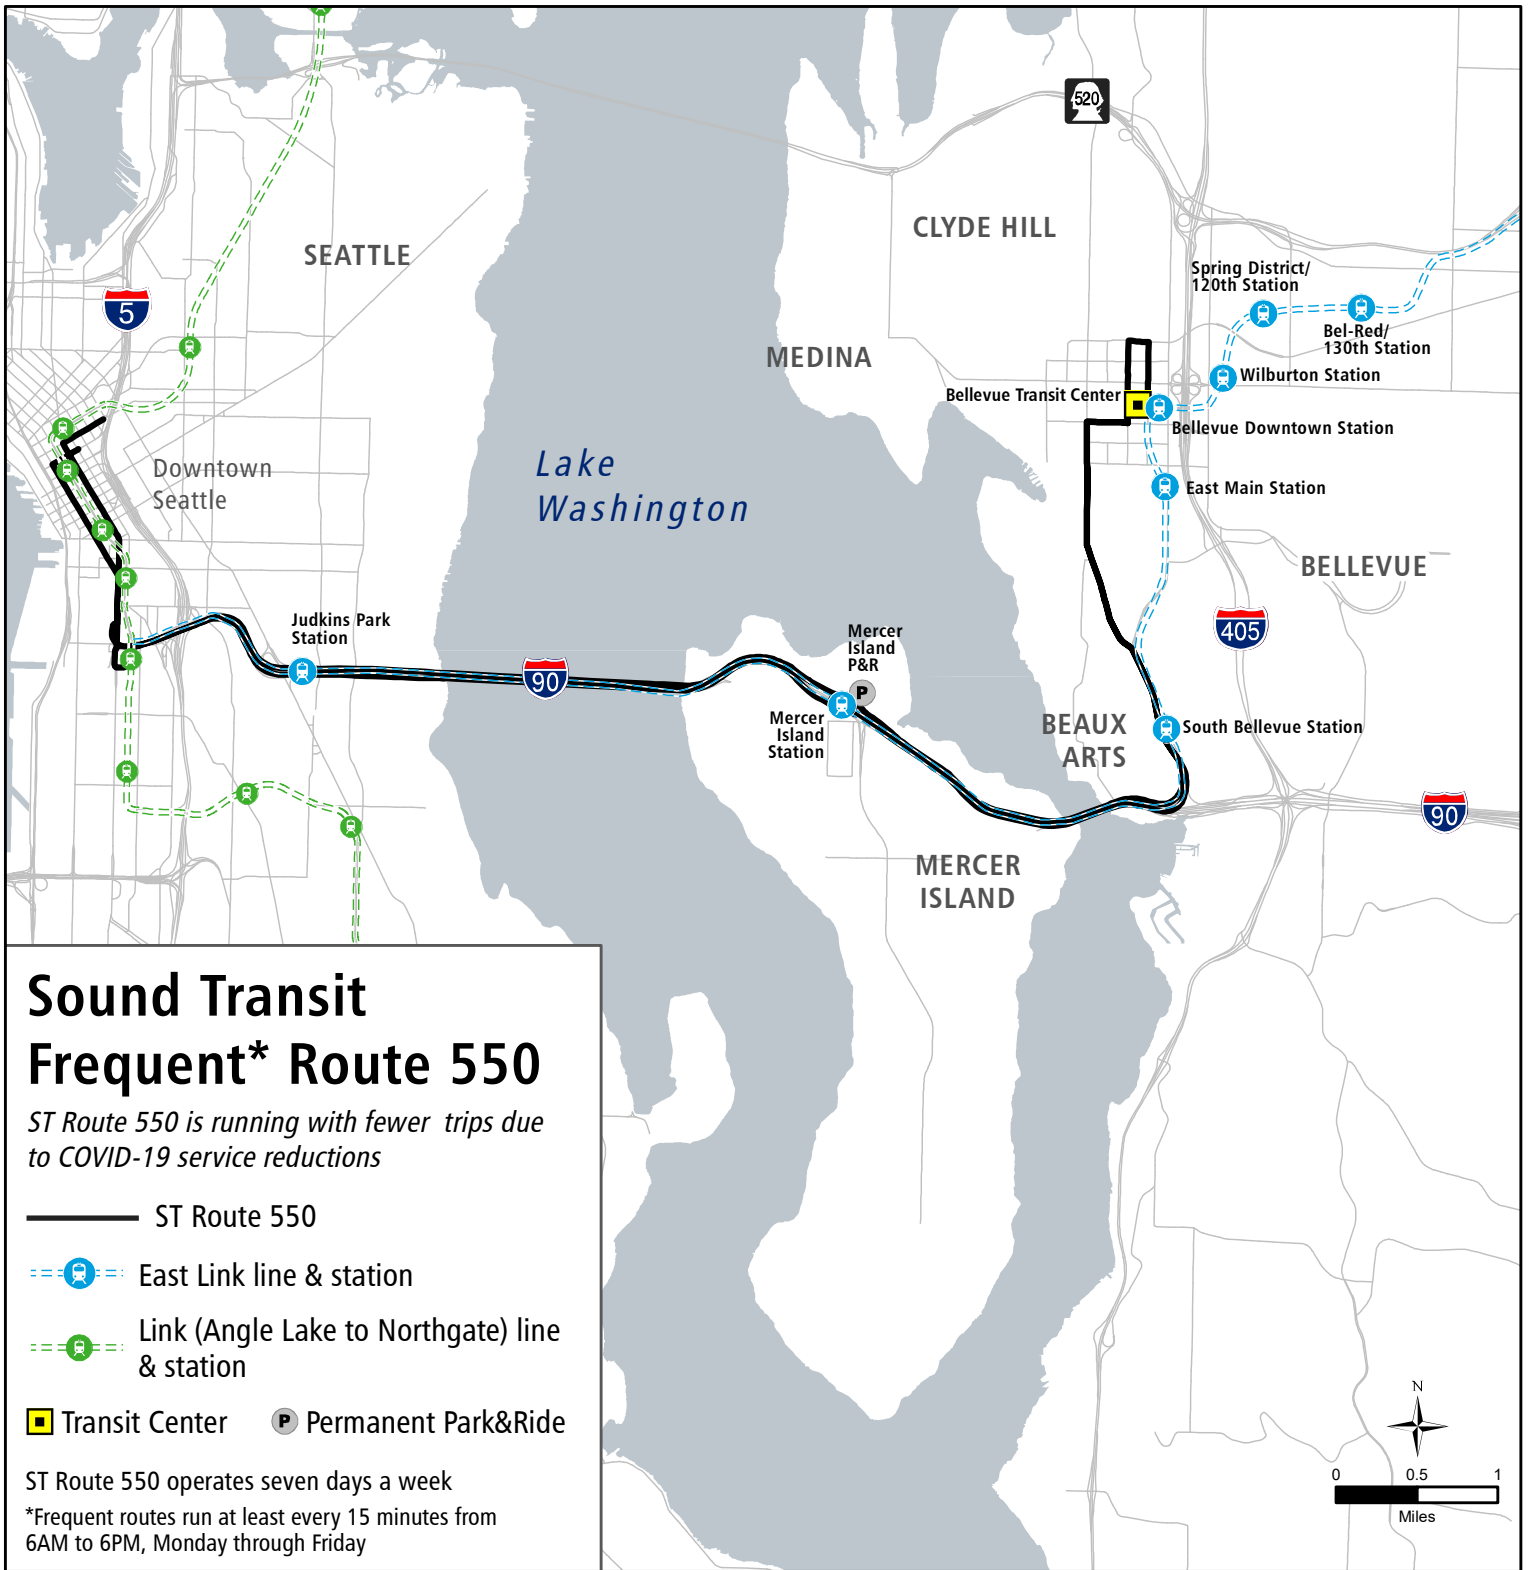 520
CLYDE HILL
SEATTLE
Spring District/
120th Station
5
Bel-Red/
130th Station
MEDINA
Wilburton Station
Bellevue Transit Center
Bellevue Downtown Station
Downtown
Seattle
Lake
Washington
East Main Station
BELLEVUE
405
Judkins Park
Station
Mercer
Island
P&R
90
P
Mercer
Island
Station
BEAUX
ARTS
South Bellevue Station
90
MERCER
ISLAND
Sound Transit
Frequent* Route 550
ST Route 550 is running with fewer trips due
to COVID-19 service reductions
ST Route 550
East Link line & station
Link (Angle Lake to Northgate) line
& station
Transit Center
P Permanent Park&Ride
ST Route 550 operates seven days a week
*Frequent routes run at least every 15 minutes from
6AM to 6PM, Monday through Friday
N
0 0.5 1
Miles